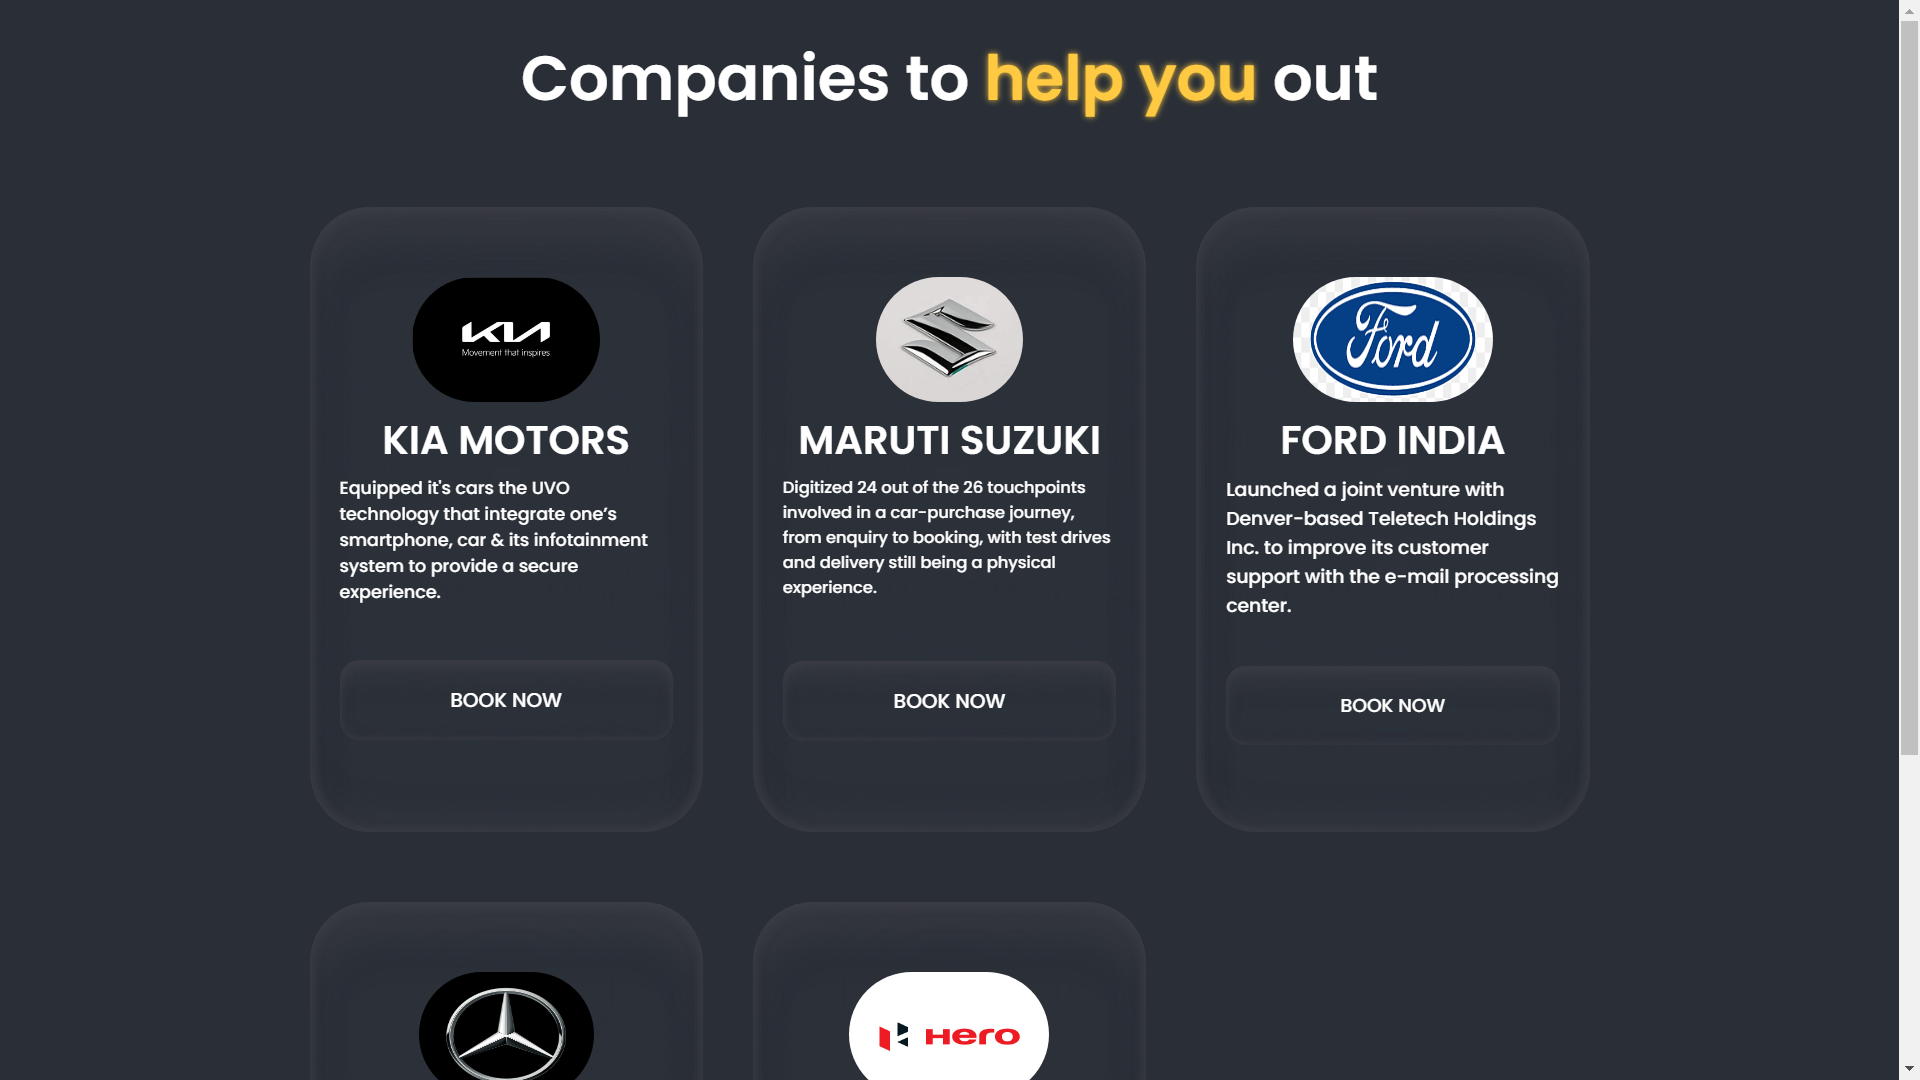 Companies to help you out
KIA
Movement that inspires
KIA MOTORS
Equipped it's cars the UVO
technology that integrate one’s
smartphone, car & its infotainment
system to provide a secure
experience.
BOOK NOW
MARUTI SUZUKI
Digitized 24 out of the 26 touchpoints
involved in a car-purchase journey,
from enquiry to booking, with test drives
and delivery still being a physical
experience.
BOOK NOW
Ford
FORD INDIA
Launched a joint venture with
Denver-based Teletech Holdings
Inc. to improve its customer
support with the e-mail processing
center.
BOOK NOW
Hero